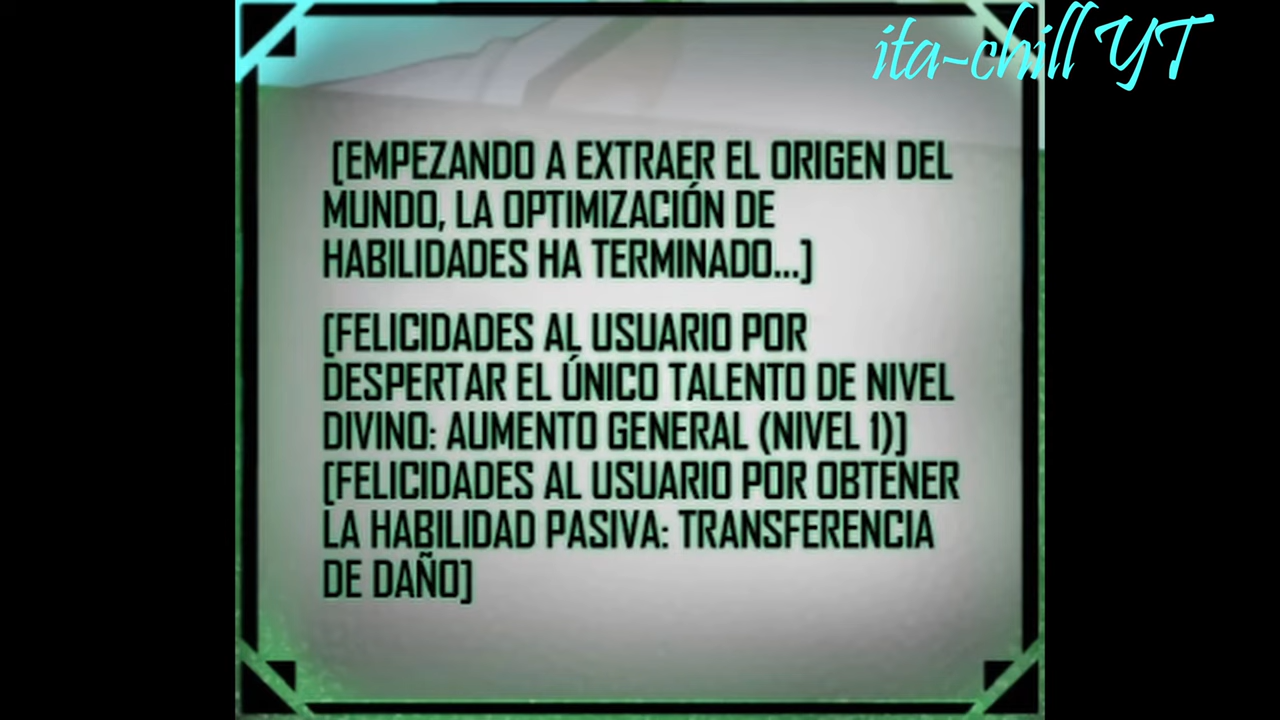 ita-chill YT
[EMPEZANDO A EXTRAER EL ORIGEN DEL
MUNDO, LA OPTIMIZACIÓN DE
HABILIDADES HA TERMINADO...]
[FELICIDADES AL USUARIO POR
DESPERTAR EL ÚNICO TALENTO DE NIVEL
DIVINO: AUMENTO GENERAL (NIVEL 1)]
[FELICIDADES AL USUARIO POR OBTENER
LA HABILIDAD PASIVA: TRANSFERENCIA
DE DAÑO]